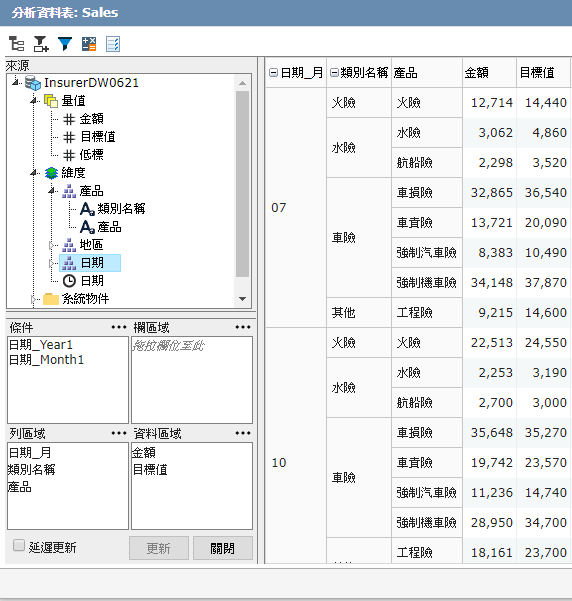 分析資料表: Sales
來源
InsurerDW0621
量值
金額
目標值
低標
維度
產品
類別名稱
產品
地區
日期
日期
系統物件
條件
日期_Year1
日期_Month1
欄區域
拖拉欄位至此
列區域
日期_月
類別名稱
產品
資料區域
金額
目標值
延遲更新
更新
關閉
日期_月 類別名稱 產品 金額 目標值
07 火險 火險 12,714 14,440
水險 水險 3,062 4,860
航船險 2,298 3,520
車險 車損險 32,865 36,540
車責險 13,721 20,090
強制汽車險 8,383 10,490
強制機車險 34,148 37,870
其他 工程險 9,215 14,600
10 火險 火險 22,513 24,550
水險 水險 2,253 3,190
航船險 2,700 3,000
車險 車損險 35,648 35,270
車責險 19,742 23,570
強制汽車險 11,236 14,740
強制機車險 28,950 34,700
工程險 18,161 23,700